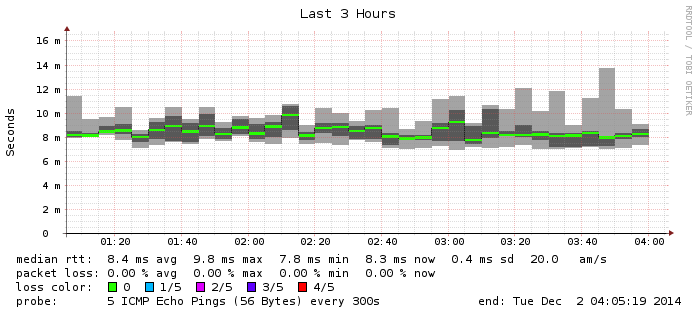 Last 3 Hours
RRDTOOL / TOBI OETIKER
Seconds
16 m
14 m
12 m
10 m
8 m
6 m
4 m
2 m
0
01:20 01:40 02:00 02:20 02:40 03:00 03:20 03:40 04:00
median rtt: 8.4 ms avg 9.8 ms max 7.8 ms min 8.3 ms now 0.4 ms sd 20.0 am/s
packet loss: 0.00 % avg 0.00 % max 0.00 % min 0.00 % now
loss color: 0 1/5 2/5 3/5 4/5
probe: 5 ICMP Echo Pings (56 Bytes) every 300s end: Tue Dec 2 04:05:19 2014